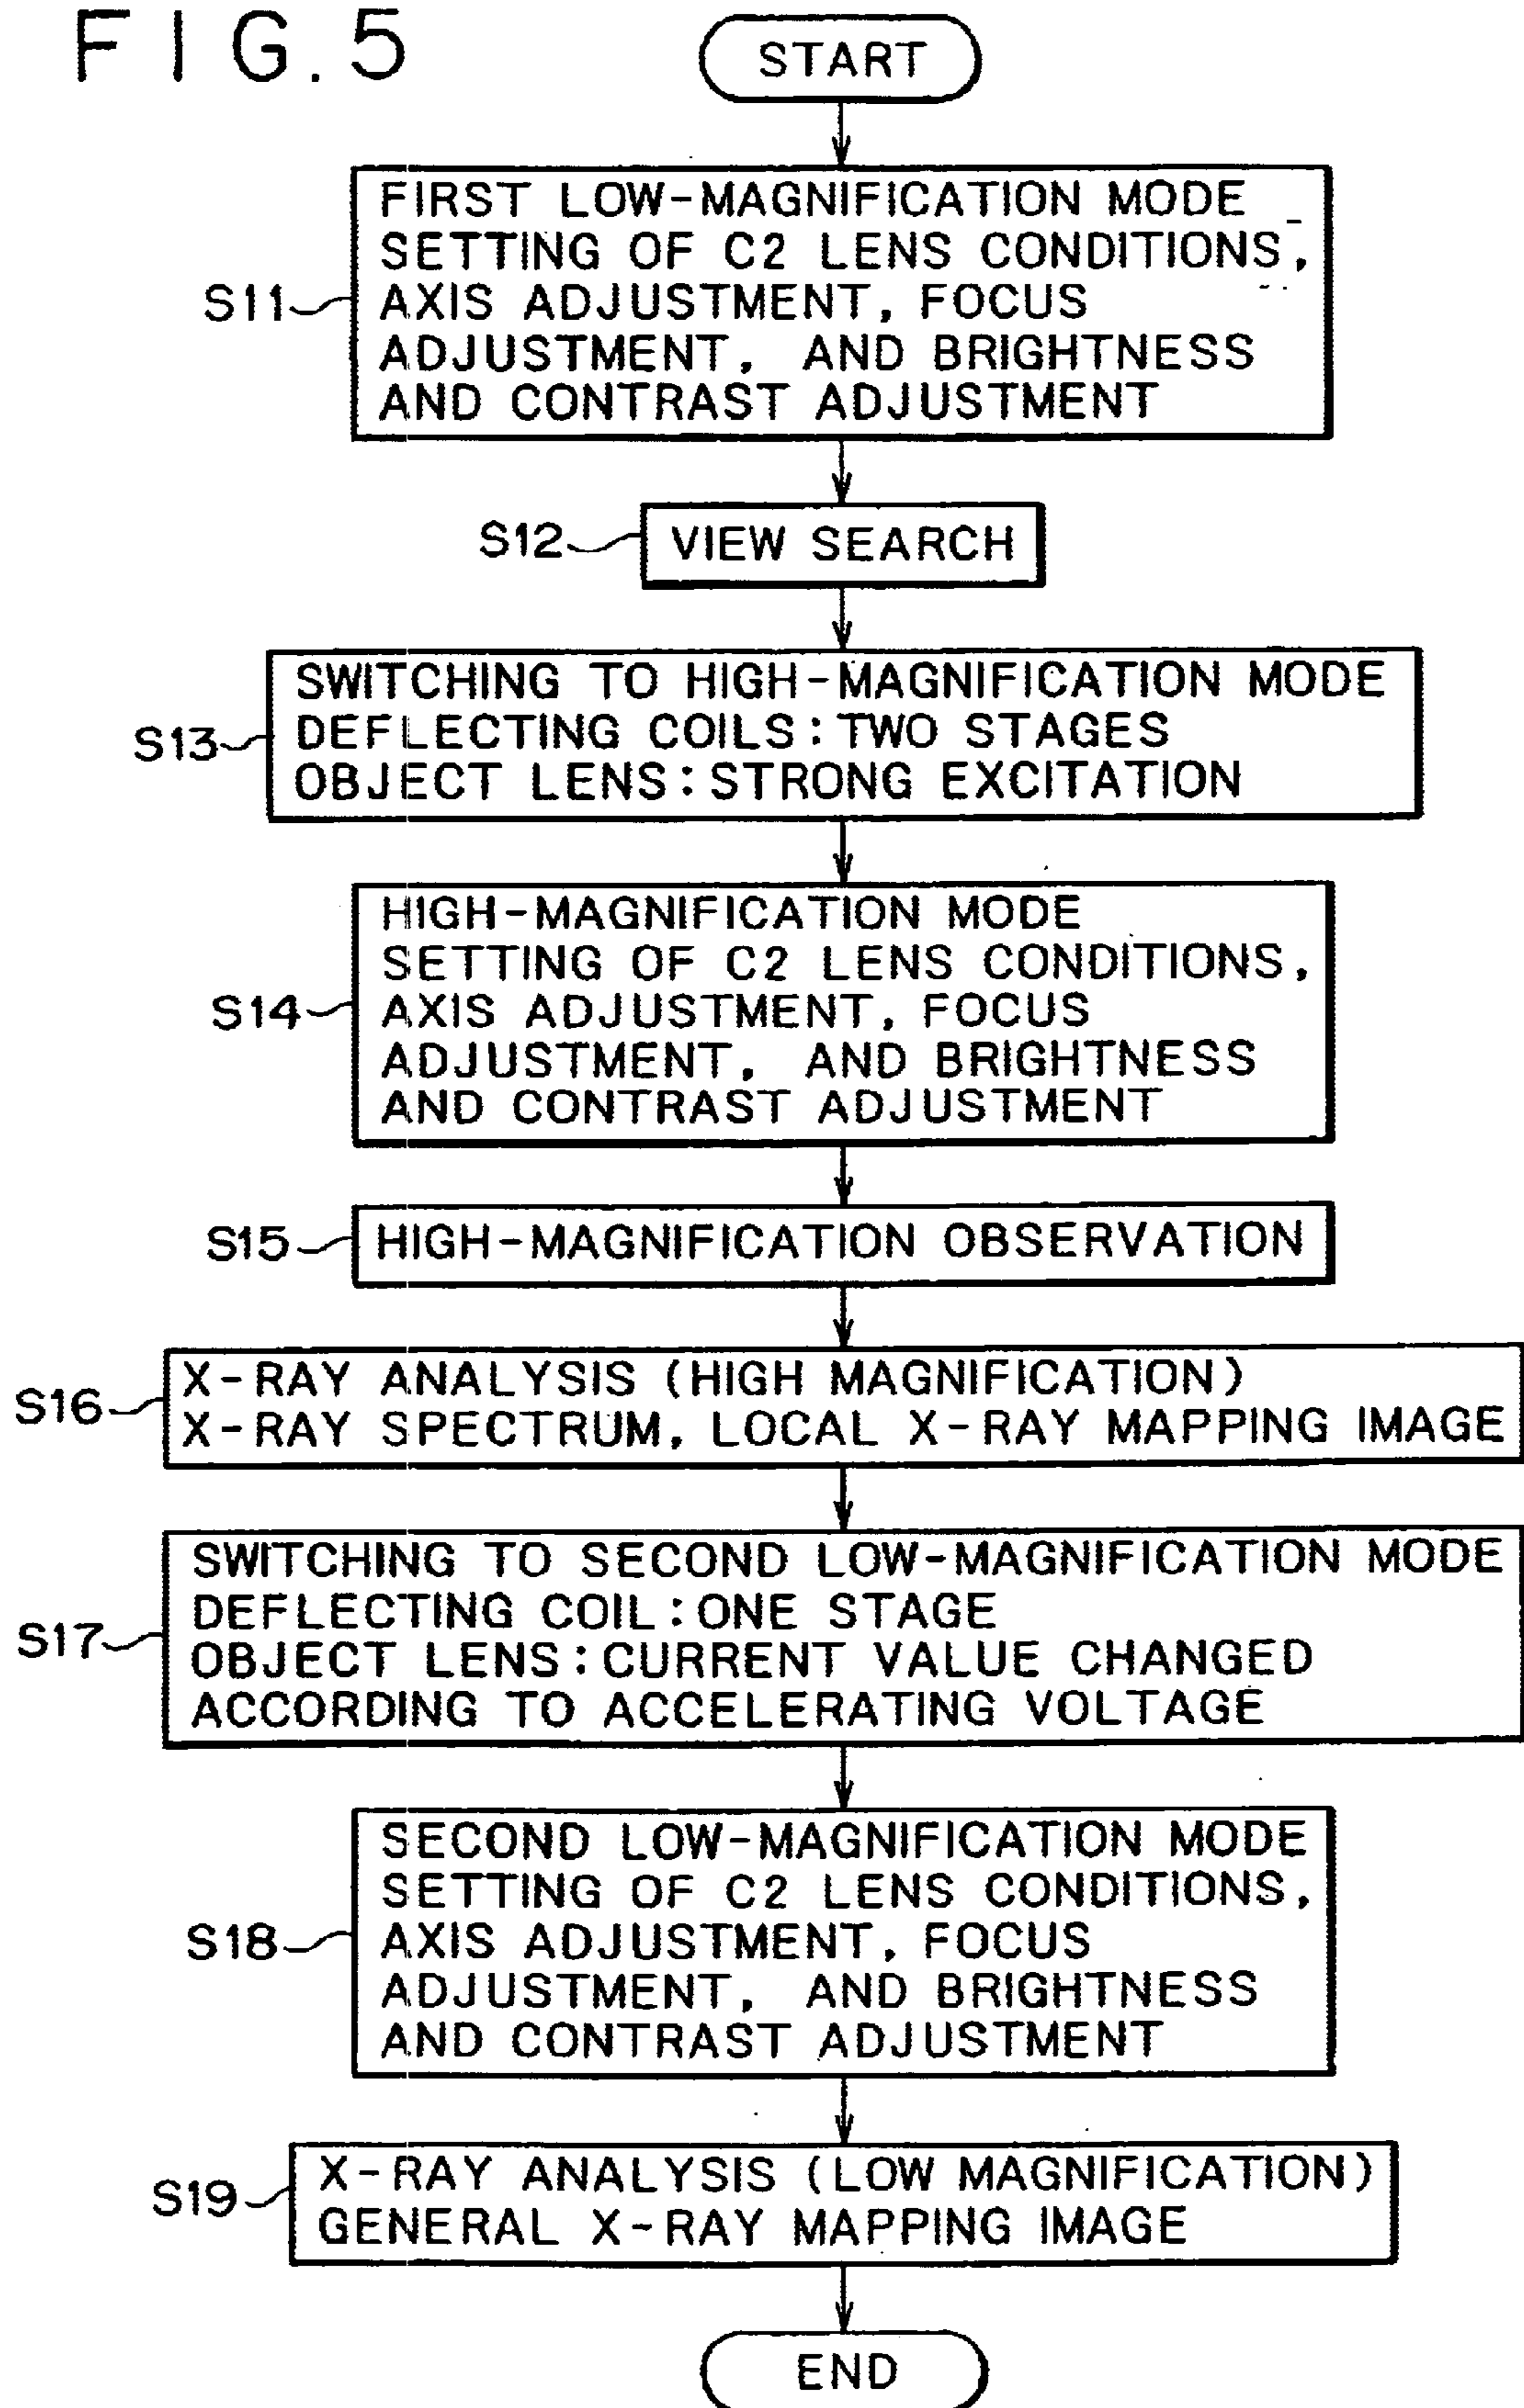 FIG. 5
START
S11
FIRST LOW-MAGNIFICATION MODE
SETTING OF C2 LENS CONDITIONS,
AXIS ADJUSTMENT, FOCUS
ADJUSTMENT, AND BRIGHTNESS
AND CONTRAST ADJUSTMENT
S12
VIEW SEARCH
S13
SWITCHING TO HIGH-MAGNIFICATION MODE
DEFLECTING COILS:TWO STAGES
OBJECT LENS:STRONG EXCITATION
S14
HIGH-MAGNIFICATION MODE
SETTING OF C2 LENS CONDITIONS,
AXIS ADJUSTMENT, FOCUS
ADJUSTMENT, AND BRIGHTNESS
AND CONTRAST ADJUSTMENT
S15
HIGH-MAGNIFICATION OBSERVATION
S16
X-RAY ANALYSIS (HIGH MAGNIFICATION)
X-RAY SPECTRUM, LOCAL X-RAY MAPPING IMAGE
S17
SWITCHING TO SECOND LOW-MAGNIFICATION MODE
DEFLECTING COIL:ONE STAGE
OBJECT LENS:CURRENT VALUE CHANGED
ACCORDING TO ACCELERATING VOLTAGE
S18
SECOND LOW-MAGNIFICATION MODE
SETTING OF C2 LENS CONDITIONS,
AXIS ADJUSTMENT, FOCUS
ADJUSTMENT, AND BRIGHTNESS
AND CONTRAST ADJUSTMENT
S19
X-RAY ANALYSIS (LOW MAGNIFICATION)
GENERAL X-RAY MAPPING IMAGE
END